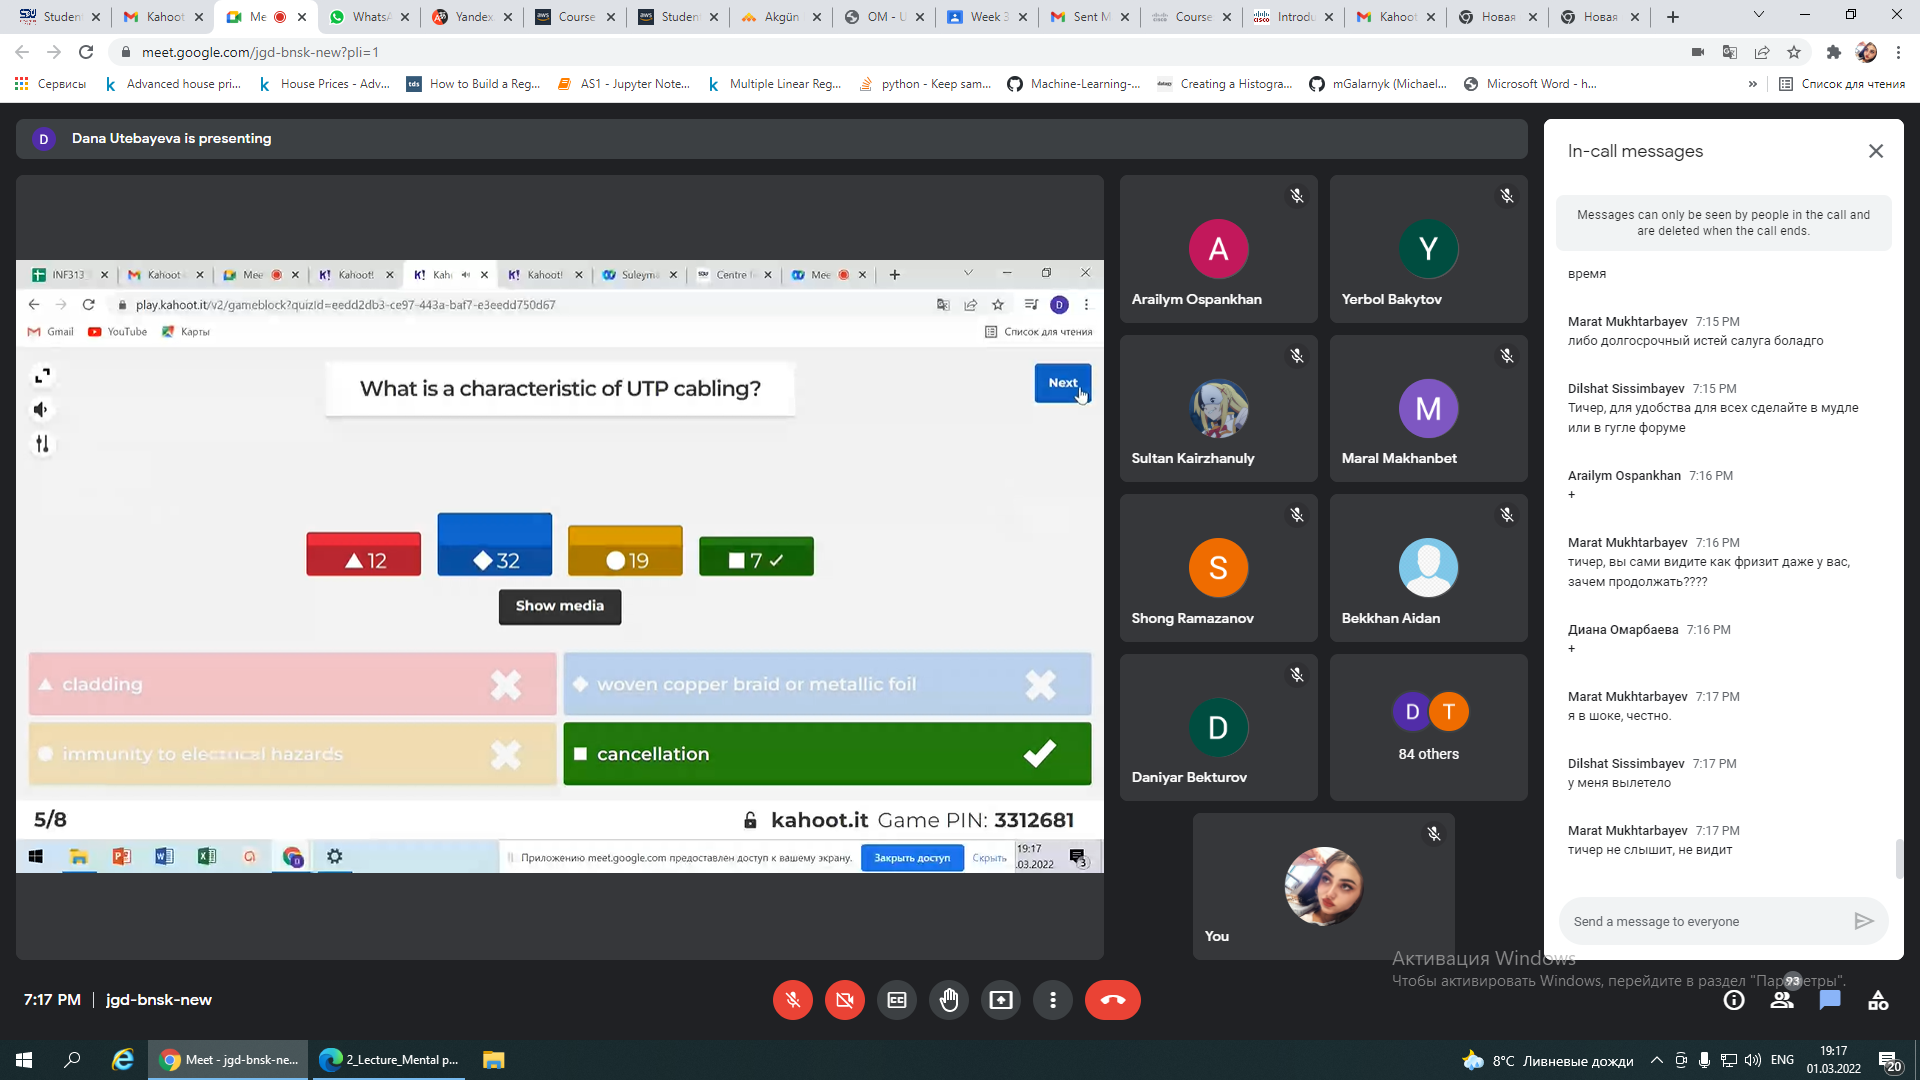 Student
Kahoot
Me
WhatsA
Yandex
Course
Student
Akgün
OM - U
Week 3
Sent M
Course
Introdu
Kahoot
Новая
Новая
meet.google.com/jgd-bnsk-new?pli=1
Сервисы
Advanced house pri...
House Prices - Adv...
tds How to Build a Reg...
AS1 - Jupyter Note...
Multiple Linear Reg...
python - Keep sam...
Machine-Learning-...
Creating a Histogra...
mGalarnyk (Michael...
Microsoft Word - h...
»
Список для чтения
D Dana Utebayeva is presenting
INF313
Kahoot
Mee
Kahoot!
Kah
Kahoot!
Suleym
Centre f
Mee
play.kahoot.it/v2/gameblock?quizId=eedd2db3-ce97-443a-baf7-e3eedd750d67
D
Gmail
YouTube
Карты
Список для чтения
What is a characteristic of UTP cabling?
Next
12
32
19
7
Show media
cladding
woven copper braid or metallic foil
immunity to electrical hazards
cancellation
5/8
kahoot.it Game PIN: 3312681
Приложению meet.google.com предоставлен доступ к вашему экрану.
Закрыть доступ
Скрыть
19:17
.03.2022
3
A
Arailym Ospankhan
Y
Yerbol Bakytov
Sultan Kairzhanuly
M
Maral Makhanbet
S
Shong Ramazanov
Bekkhan Aidan
D
Daniyar Bekturov
D T
84 others
You
In-call messages
Messages can only be seen by people in the call and
are deleted when the call ends.
время
Marat Mukhtarbayev 7:15 PM
либо долгосрочный истей салуга боладго
Dilshat Sissimbayev 7:15 PM
Тичер, для удобства для всех сделайте в мудле
или в гугле форуме
Arailym Ospankhan 7:16 PM
+
Marat Mukhtarbayev 7:16 PM
тичер, вы сами видите как фризит даже у вас,
зачем продолжать????
Диана Омарбаева 7:16 PM
+
Marat Mukhtarbayev 7:17 PM
я в шоке, честно.
Dilshat Sissimbayev 7:17 PM
у меня вылетело
Marat Mukhtarbayev 7:17 PM
тичер не слышит, не видит
Send a message to everyone
Активация Windows
Чтобы активировать Windows, перейдите в раздел "Параметры".
7:17 PM | jgd-bnsk-new
93
Meet - jgd-bnsk-ne...
2_Lecture_Mental p...
8°C Ливневые дожди
ENG
19:17
01.03.2022
20